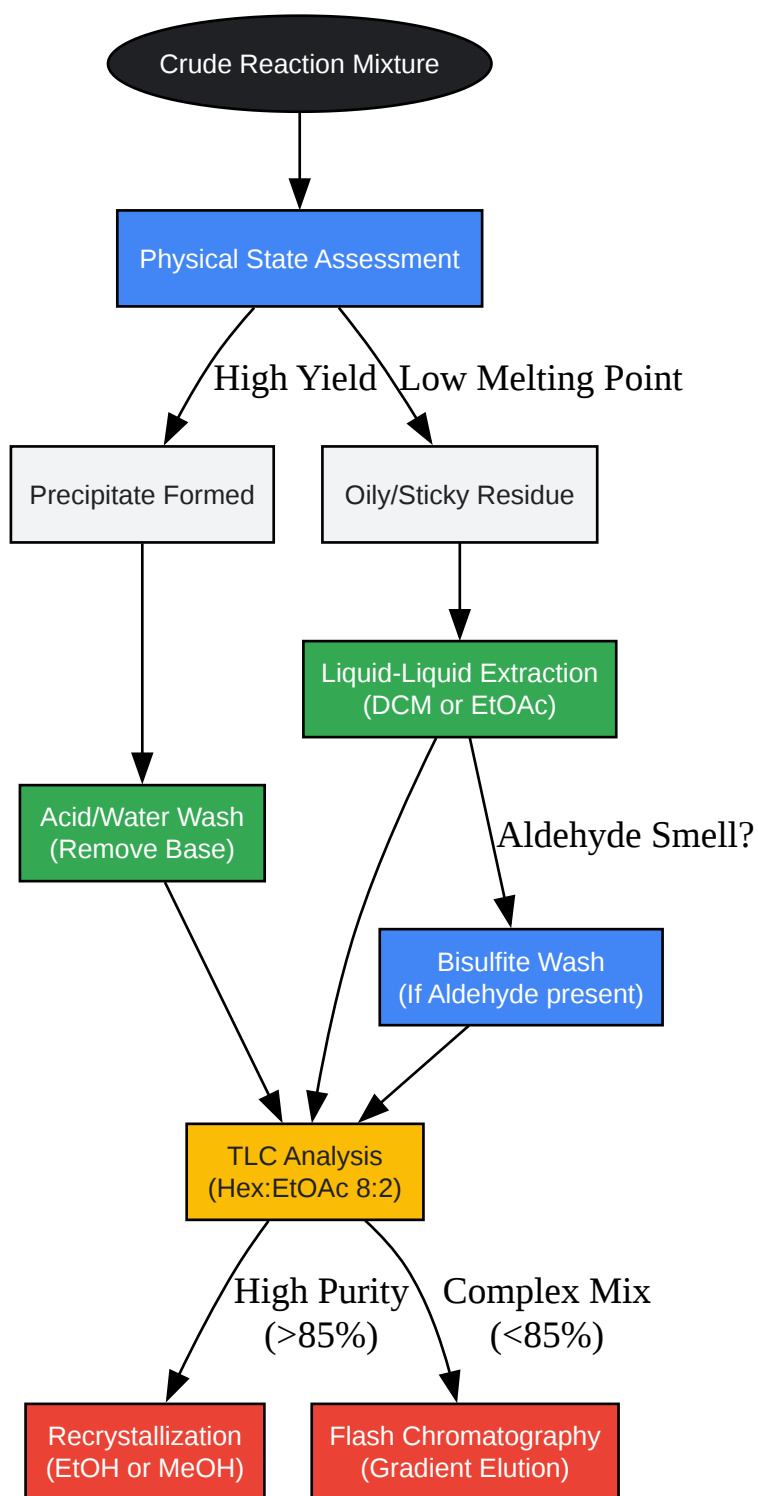 Crude Reaction Mixture
Physical State Assessment
High Yield
Low Melting Point
Precipitate Formed
Oily/Sticky Residue
Liquid-Liquid Extraction
(DCM or EtOAc)
Acid/Water Wash
(Remove Base)
Aldehyde Smell?
Bisulfite Wash
(If Aldehyde present)
TLC Analysis
(Hex:EtOAc 8:2)
High Purity
(>85%)
Complex Mix
(<85%)
Recrystallization
(EtOH or MeOH)
Flash Chromatography
(Gradient Elution)